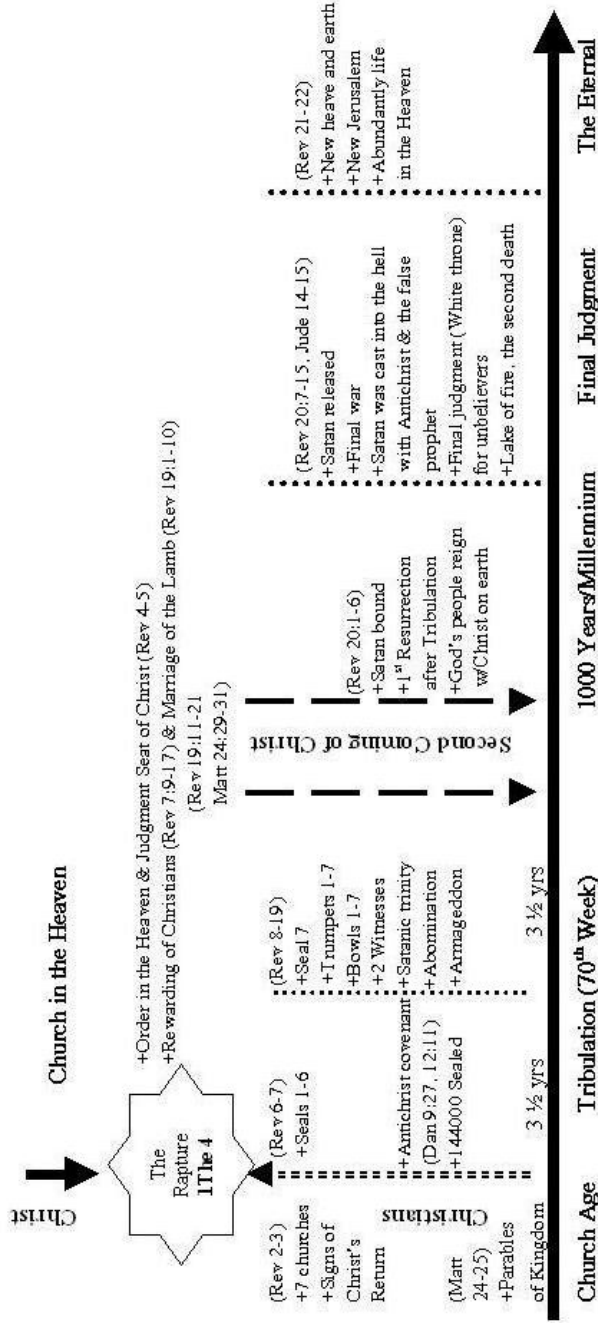 Church in the Heaven
Christ
+Order in the Heaven & Judgment Seat of Christ (Rev 4-5)
+Rewarding of Christians (Rev 7:9-17) & Marriage of the Lamb (Rev 19:1-10)
The
Rapture
1The 4
(Rev 19:11-21
Matt 24:29-31)
(Rev 2-3)
+7 churches
+Signs of
Christ's
Return
(Matt
24-25)
+Parables
of Kingdom
Christians
(Rev 6-7)
+Seals 1-6
+Antichrist covenant
(Dan 9:27, 12:11)
+144000 Sealed
3 ½ yrs
(Rev 8-19)
+Seal 7
+Trumpets 1-7
+Bowls 1-7
+2 Witnesses
+Satanic trinity
+Abomination
+Armageddon
3 ½ yrs
Second Coming of Christ
(Rev 20:1-6)
+Satan bound
+1st Resurrection
after Tribulation
+God's people reign
w/Christ on earth
(Rev 20:7-15, Jude 14-15)
+Satan released
+Final war
+Satan was cast into the hell
with Antichrist & the false
prophet
+Final judgment (White throne)
for unbelievers
+Lake of fire, the second death
(Rev 21-22)
+New heave and earth
+New Jerusalem
+Abundantly life
in the Heaven
Church Age
Tribulation (70th Week)
1000 Years/Millennium
Final Judgment
The Eternal